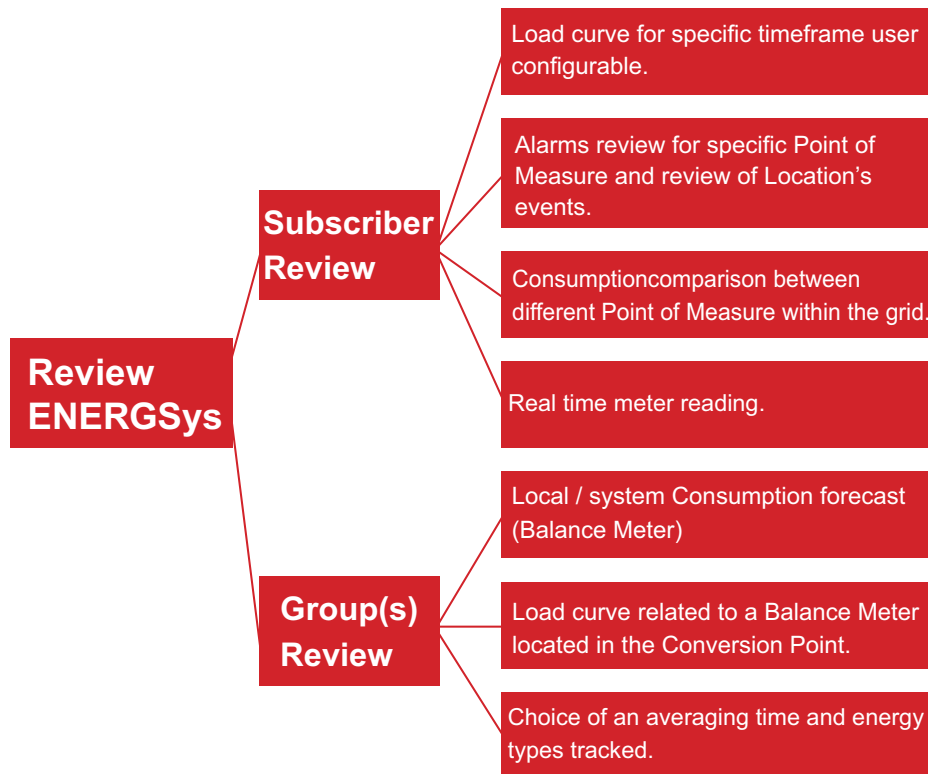 Review
ENERGSys
Subscriber
Review
Load curve for specific timeframe user
configurable.
Alarms review for specific Point of
Measure and review of Location's
events.
Consumptioncomparison between
different Point of Measure within the grid.
Real time meter reading.
Group(s)
Review
Local / system Consumption forecast
(Balance Meter)
Load curve related to a Balance Meter
located in the Conversion Point.
Choice of an averaging time and energy
types tracked.